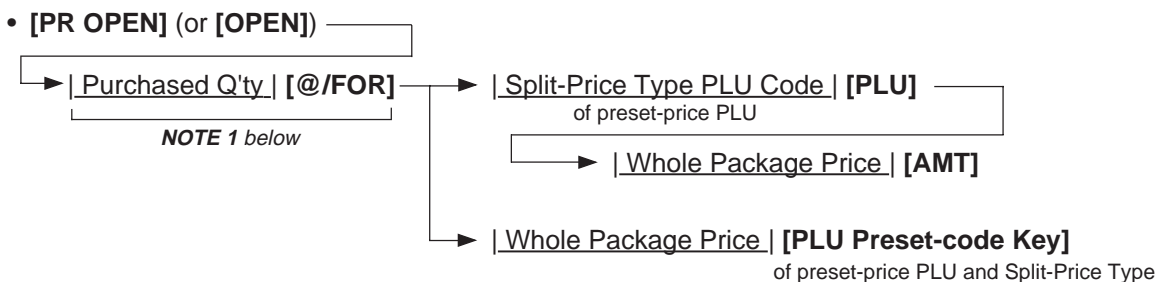 • [PR OPEN] (or [OPEN])
| Purchased Q'ty | [@/FOR]
NOTE 1 below
| Split-Price Type PLU Code | [PLU]
of preset-price PLU
| Whole Package Price | [AMT]
| Whole Package Price | [PLU Preset-code Key]
of preset-price PLU and Split-Price Type